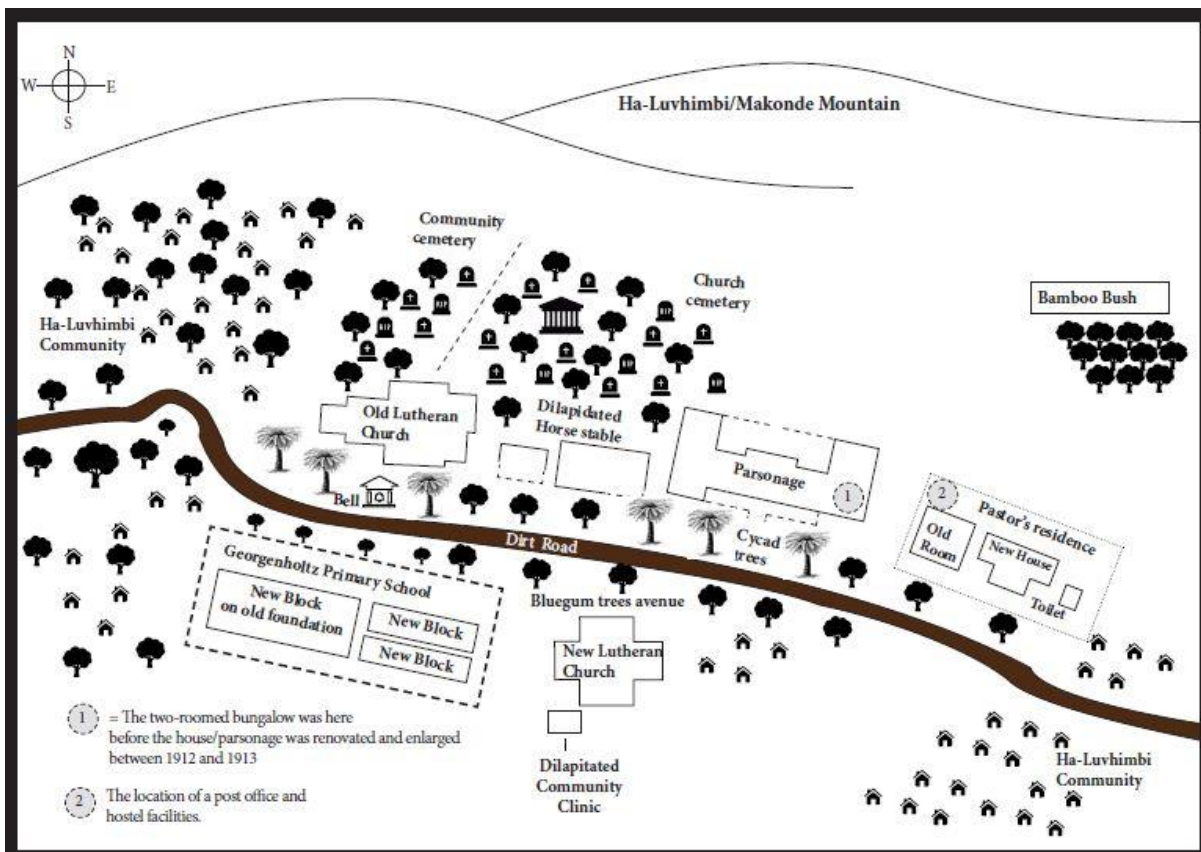 N
W E
S
Ha-Luvhimbi/Makonde Mountain
Community
cemetery
Church
cemetery
Bamboo Bush
Ha-Luvhimbi
Community
Old Lutheran
Church
Dilapidated
Horse stable
Parsonage
1
2
Pastor's residence
Old
Room
New House
Toilet
Bell
Dirt Road
Cycad
trees
Georgenholtz Primary School
New Block
on old foundation
New Block
New Block
Bluegum trees avenue
New Lutheran
Church
Dilapitated
Community
Clinic
Ha-Luvhimbi
Community
1 = The two-roomed bungalow was here
before the house/parsonage was renovated and enlarged
between 1912 and 1913
2 The location of a post office and
hostel facilities.